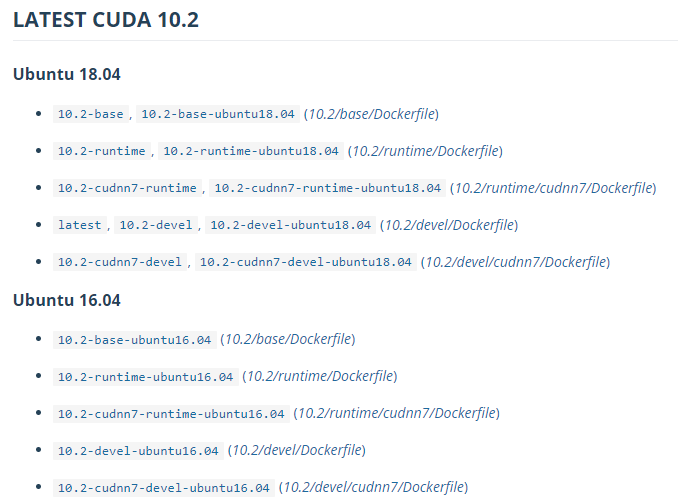 LATEST CUDA 10.2
Ubuntu 18.04
10.2-base, 10.2-base-ubuntu18.04 (10.2/base/Dockerfile)
10.2-runtime, 10.2-runtime-ubuntu18.04 (10.2/runtime/Dockerfile)
10.2-cudnn7-runtime, 10.2-cudnn7-runtime-ubuntu18.04 (10.2/runtime/cudnn7/Dockerfile)
latest, 10.2-devel, 10.2-devel-ubuntu18.04 (10.2/devel/Dockerfile)
10.2-cudnn7-devel, 10.2-cudnn7-devel-ubuntu18.04 (10.2/devel/cudnn7/Dockerfile)
Ubuntu 16.04
10.2-base-ubuntu16.04 (10.2/base/Dockerfile)
10.2-runtime-ubuntu16.04 (10.2/runtime/Dockerfile)
10.2-cudnn7-runtime-ubuntu16.04 (10.2/runtime/cudnn7/Dockerfile)
10.2-devel-ubuntu16.04 (10.2/devel/Dockerfile)
10.2-cudnn7-devel-ubuntu16.04 (10.2/devel/cudnn7/Dockerfile)